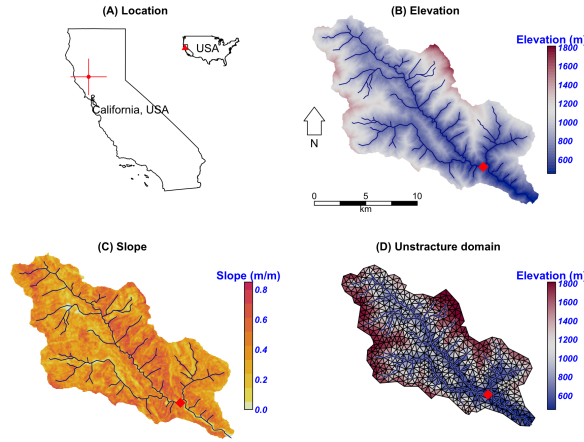 (A) Location
USA
California, USA
(B) Elevation
Elevation (m)
1800
1600
1400
1200
1000
800
600
N
0 5 10
km
(C) Slope
Slope (m/m)
0.8
0.6
0.4
0.2
0.0
(D) Unstracture domain
Elevation (m)
1800
1600
1400
1200
1000
800
600